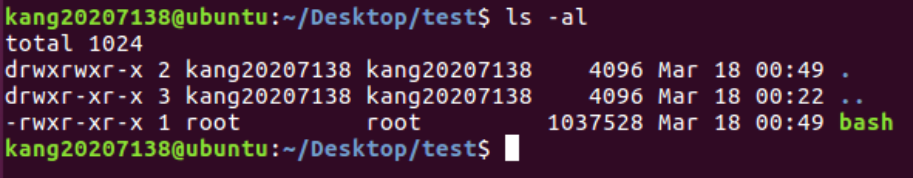 kang20207138@ubuntu:~/Desktop/test$ ls -al
total 1024
drwxrwxr-x 2 kang20207138 kang20207138    4096 Mar 18 00:49 .
drwxr-xr-x 3 kang20207138 kang20207138    4096 Mar 18 00:22 ..
-rwxr-xr-x 1 root         root         1037528 Mar 18 00:49 bash
kang20207138@ubuntu:~/Desktop/test$